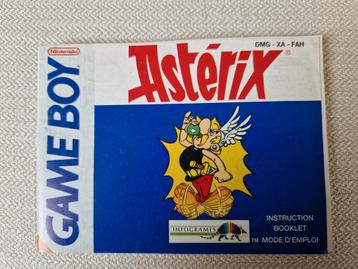 Nintendo
GAME BOY
DMG - XA - FAH
Astérix®
INFOGRAMES
INSTRUCTION
BOOKLET
™ MODE D'EMPLOI